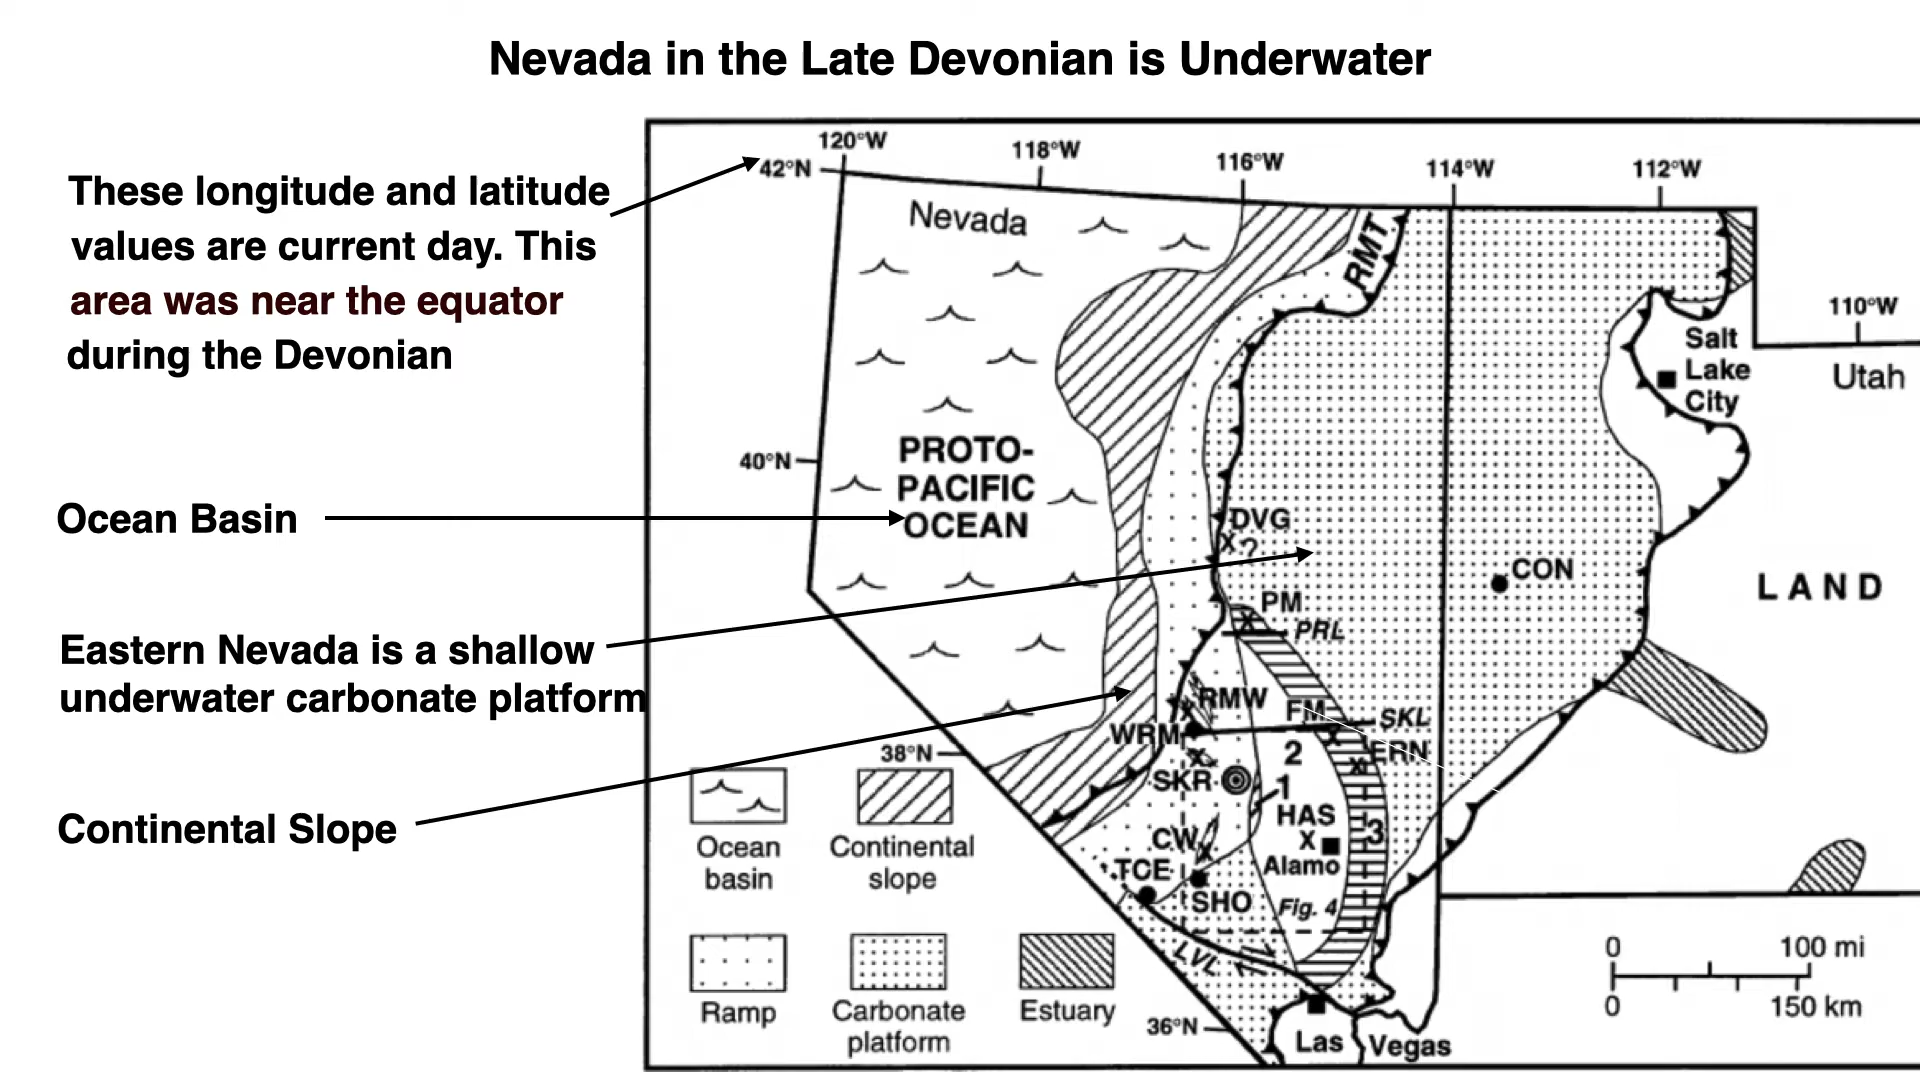 Nevada in the Late Devonian is Underwater
These longitude and latitude
values are current day. This
area was near the equator
during the Devonian
Ocean Basin
Eastern Nevada is a shallow
underwater carbonate platform
Continental Slope
120°W
118°W
116°W
114°W
112°W
42°N
Nevada
RMT
110°W
Salt
Lake
City
Utah
40°N
PROTO-
PACIFIC
OCEAN
DVG
X ?
CON
LAND
PM
X
PRL
RMW
X
FM
SKL
WRM
X
ERN
X
X
2
38°N
SKR
1
HAS
X
3
CW
X
Alamo
TCE
SHO
Fig. 4
LVL
36°N
Las Vegas
Ocean
basin
Continental
slope
Ramp
Carbonate
platform
Estuary
0 100 mi
0 150 km